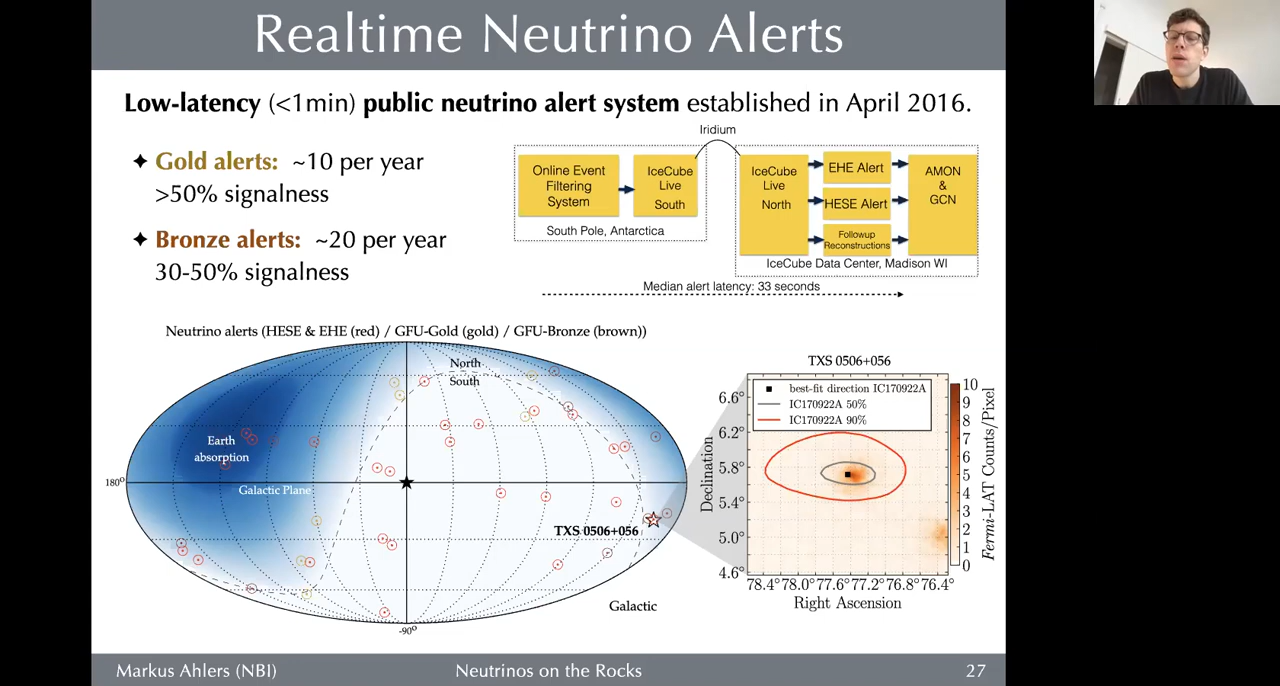 Realtime Neutrino Alerts
Low-latency (<1min) public neutrino alert system established in April 2016.
✦ Gold alerts: ~10 per year
>50% signalness
✦ Bronze alerts: ~20 per year
30-50% signalness
Iridium
Online Event
Filtering
System
IceCube
Live
South
South Pole, Antarctica
IceCube
Live
North
EHE Alert
HESE Alert
Followup
Reconstructions
AMON
&
GCN
IceCube Data Center, Madison WI
Median alert latency: 33 seconds
Neutrino alerts (HESE & EHE (red) / GFU-Gold (gold) / GFU-Bronze (brown))
North
South
Earth
absorption
180°
Galactic Plane
TXS 0506+056
Galactic
-90°
TXS 0506+056
best-fit direction IC170922A
IC170922A 50%
IC170922A 90%
6.6°
6.2°
5.8°
5.4°
5.0°
4.6°
Declination
78.4° 78.0° 77.6° 77.2° 76.8° 76.4°
Right Ascension
10
9
8
7
6
5
4
3
2
1
0
Fermi-LAT Counts/Pixel
Markus Ahlers (NBI)
Neutrinos on the Rocks
27